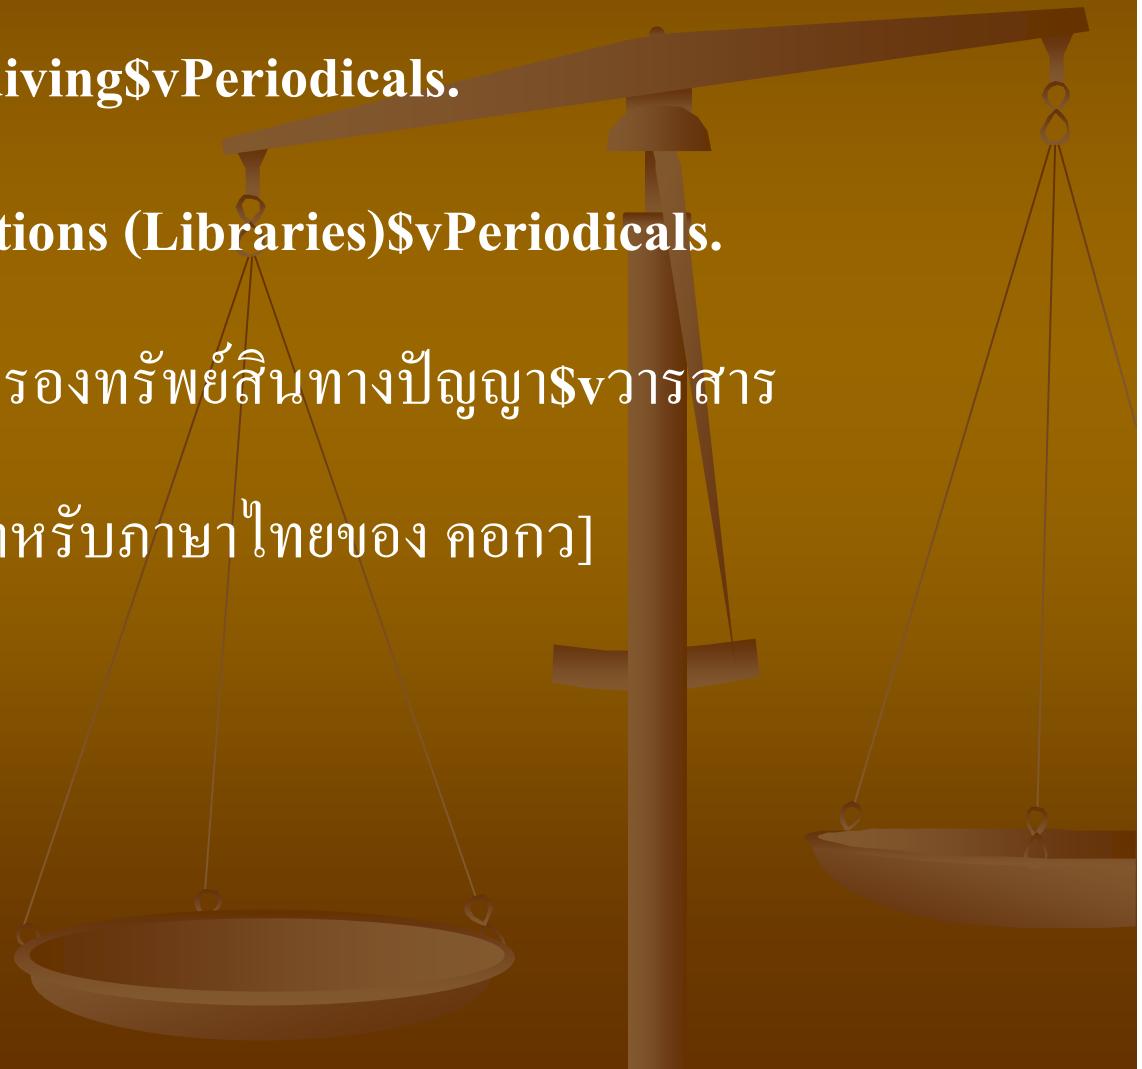 iving$vPeriodicals.
tions (Libraries)$vPeriodicals.
รองทรัพย์สินทางปัญญา$vวารสาร
าหรับภาษาไทยของ คอกว]